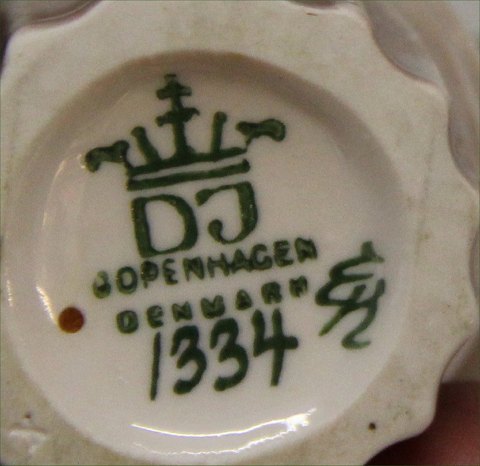 DJ
COPENHAGEN
DENMARK
1334